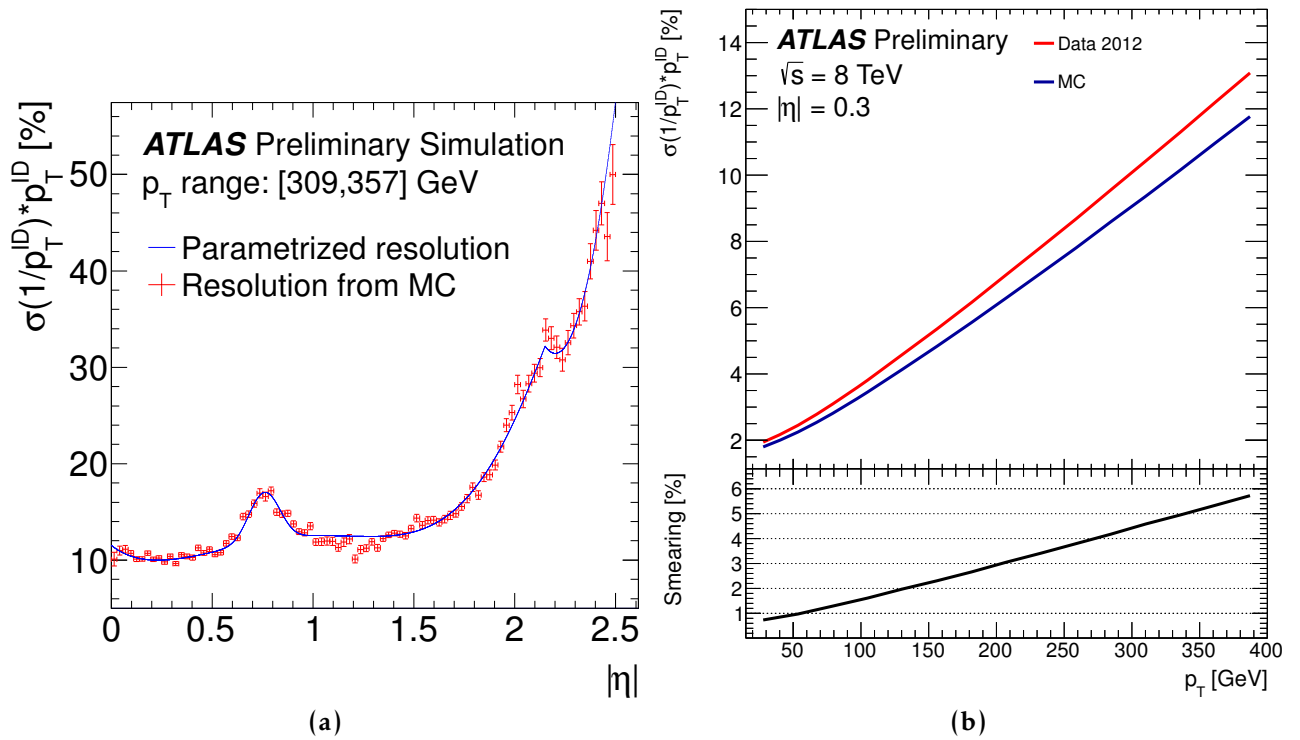 σ(1/p_T^ID)*p_T^ID [%]
50
40
30
20
10
ATLAS Preliminary Simulation
p_T range: [309,357] GeV
Parametrized resolution
Resolution from MC
0
0.5
1
1.5
2
2.5
|η|
(a)
σ(1/p_T^ID)*p_T^ID [%]
14
12
10
8
6
4
2
ATLAS Preliminary
√s = 8 TeV
|η| = 0.3
Data 2012
MC
Smearing [%]
6
5
4
3
2
1
50
100
150
200
250
300
350
400
p_T [GeV]
(b)